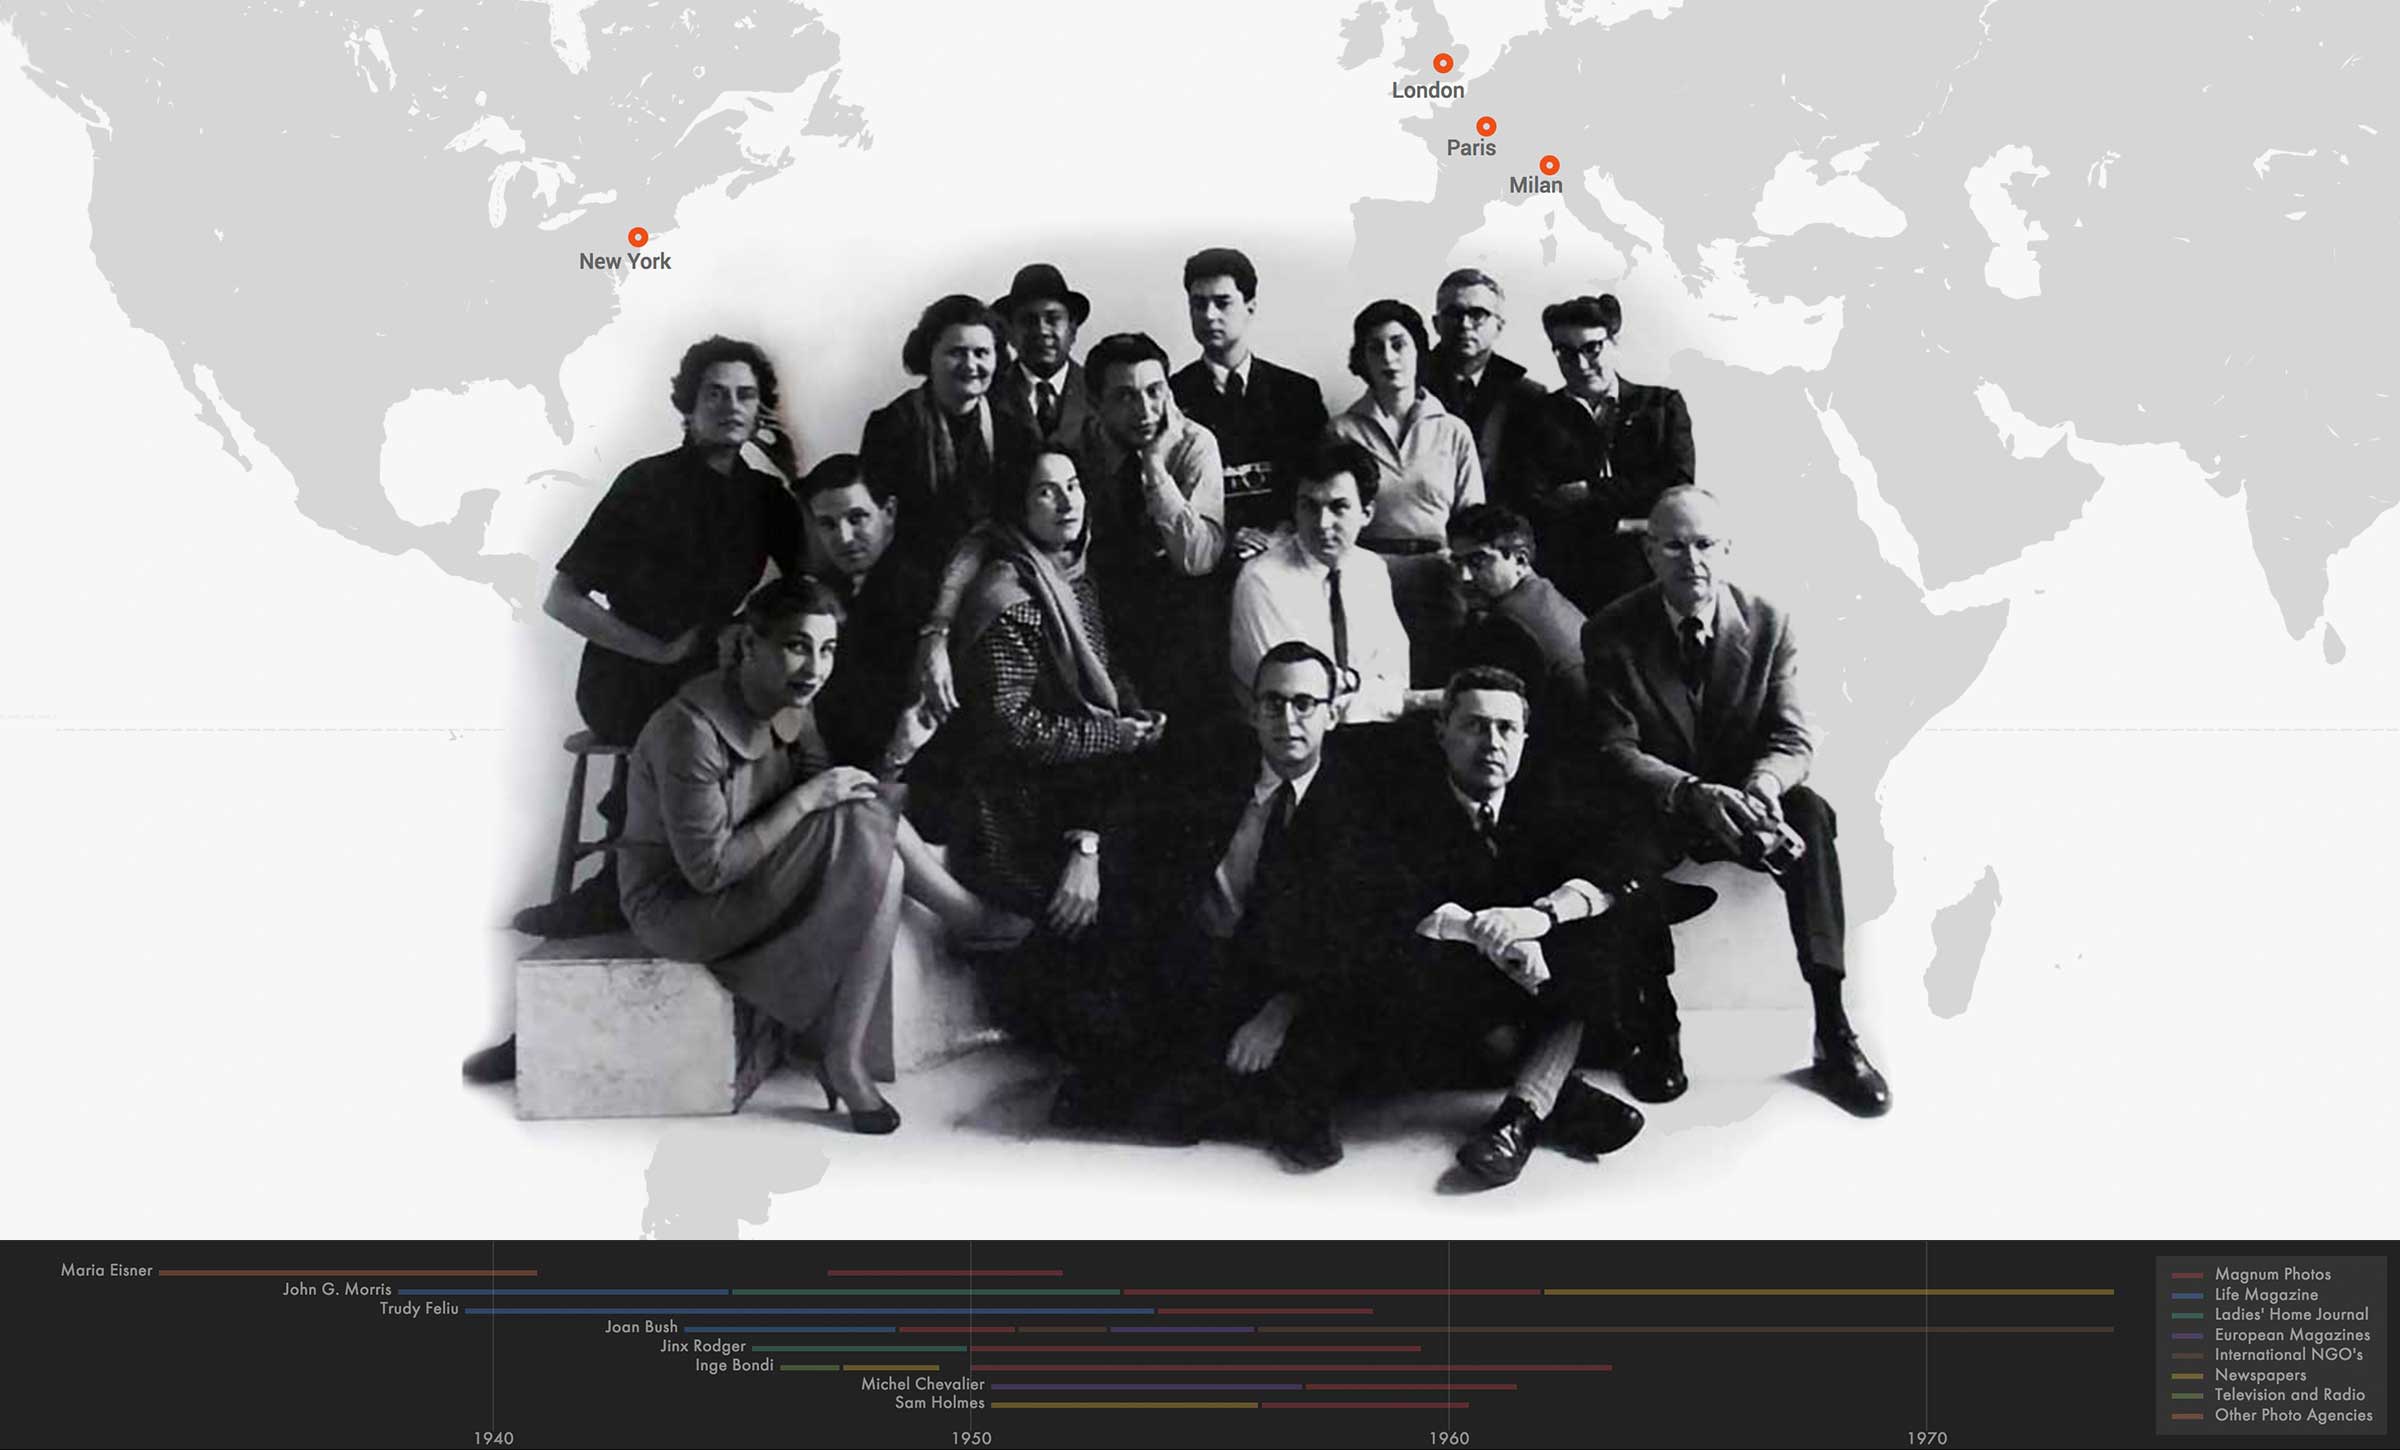 London
Paris
Milan
New York
Maria Eisner
John G. Morris
Trudy Feliu
Joan Bush
Jinx Rodger
Inge Bondi
Michel Chevalier
Sam Holmes
1940
1950
1960
1970
Magnum Photos
Life Magazine
Ladies' Home Journal
European Magazines
International NGO's
Newspapers
Television and Radio
Other Photo Agencies